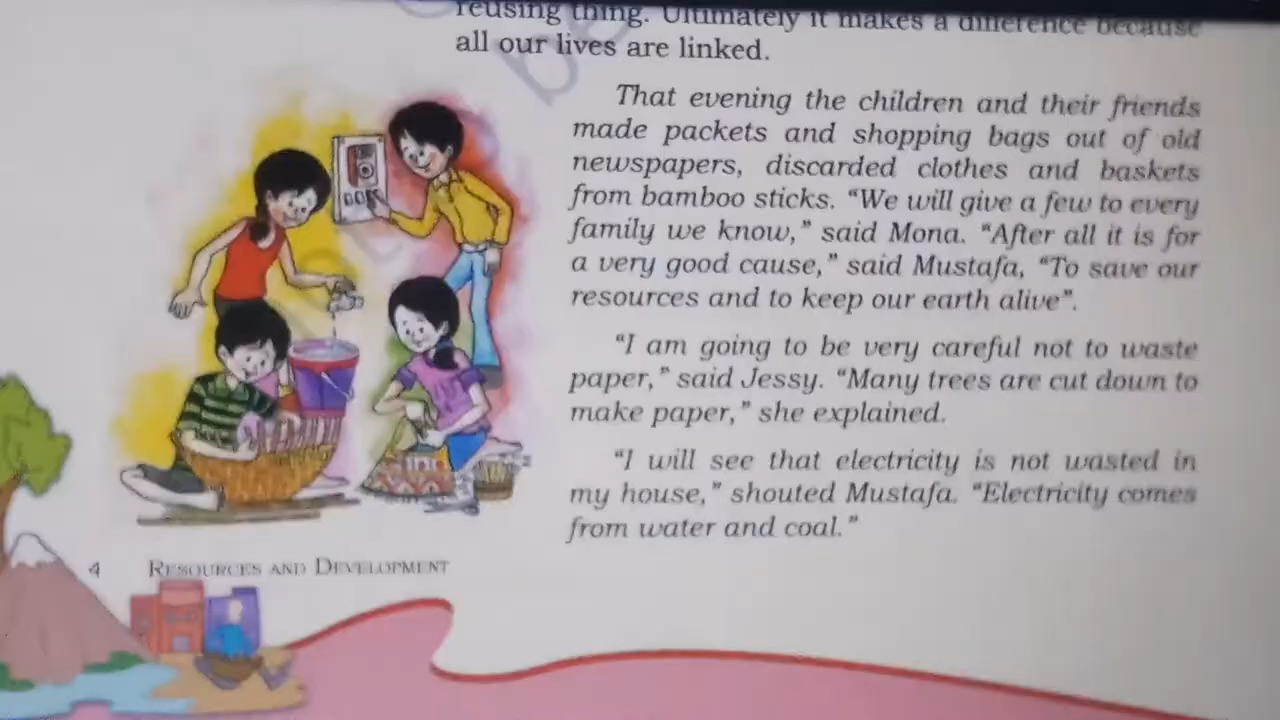 reusing thing. Ultimately it makes a difference because
all our lives are linked.
That evening the children and their friends
made packets and shopping bags out of old
newspapers, discarded clothes and baskets
from bamboo sticks. “We will give a few to every
family we know,” said Mona. “After all it is for
a very good cause,” said Mustafa, “To save our
resources and to keep our earth alive”.
“I am going to be very careful not to waste
paper,” said Jessy. “Many trees are cut down to
make paper,” she explained.
“I will see that electricity is not wasted in
my house,” shouted Mustafa. “Electricity comes
from water and coal.”
4 RESOURCES AND DEVELOPMENT